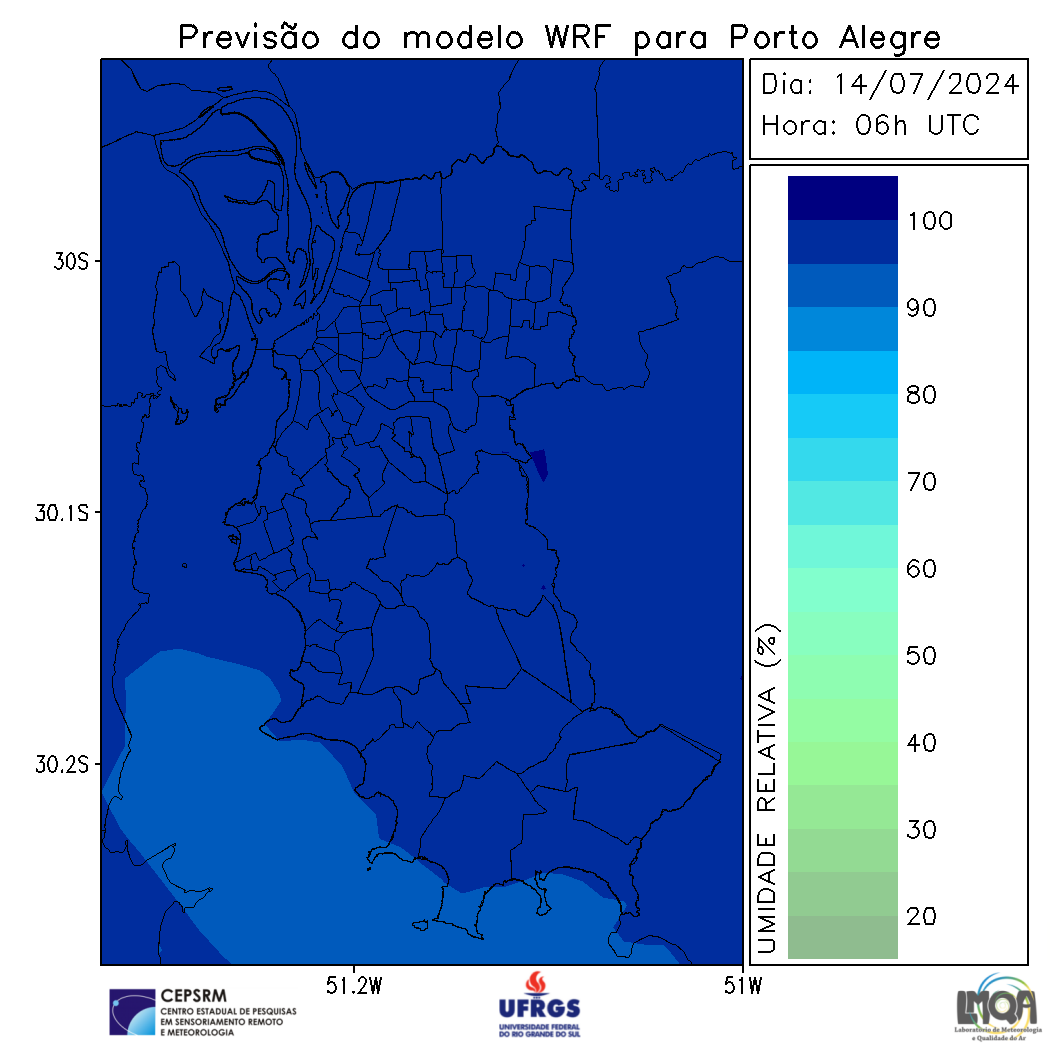 Previsão do modelo WRF para Porto Alegre
Dia: 14/07/2024
Hora: 06h UTC
30S
30.1S
30.2S
51.2W
51W
100
90
80
70
60
50
40
30
20
UMIDADE RELATIVA (%)
CEPSRM
CENTRO ESTADUAL DE PESQUISAS
EM SENSORIAMENTO REMOTO
E METEOROLOGIA
UFRGS
UNIVERSIDADE FEDERAL
DO RIO GRANDE DO SUL
LMQA
Laboratório de Meteorologia
e Qualidade do Ar